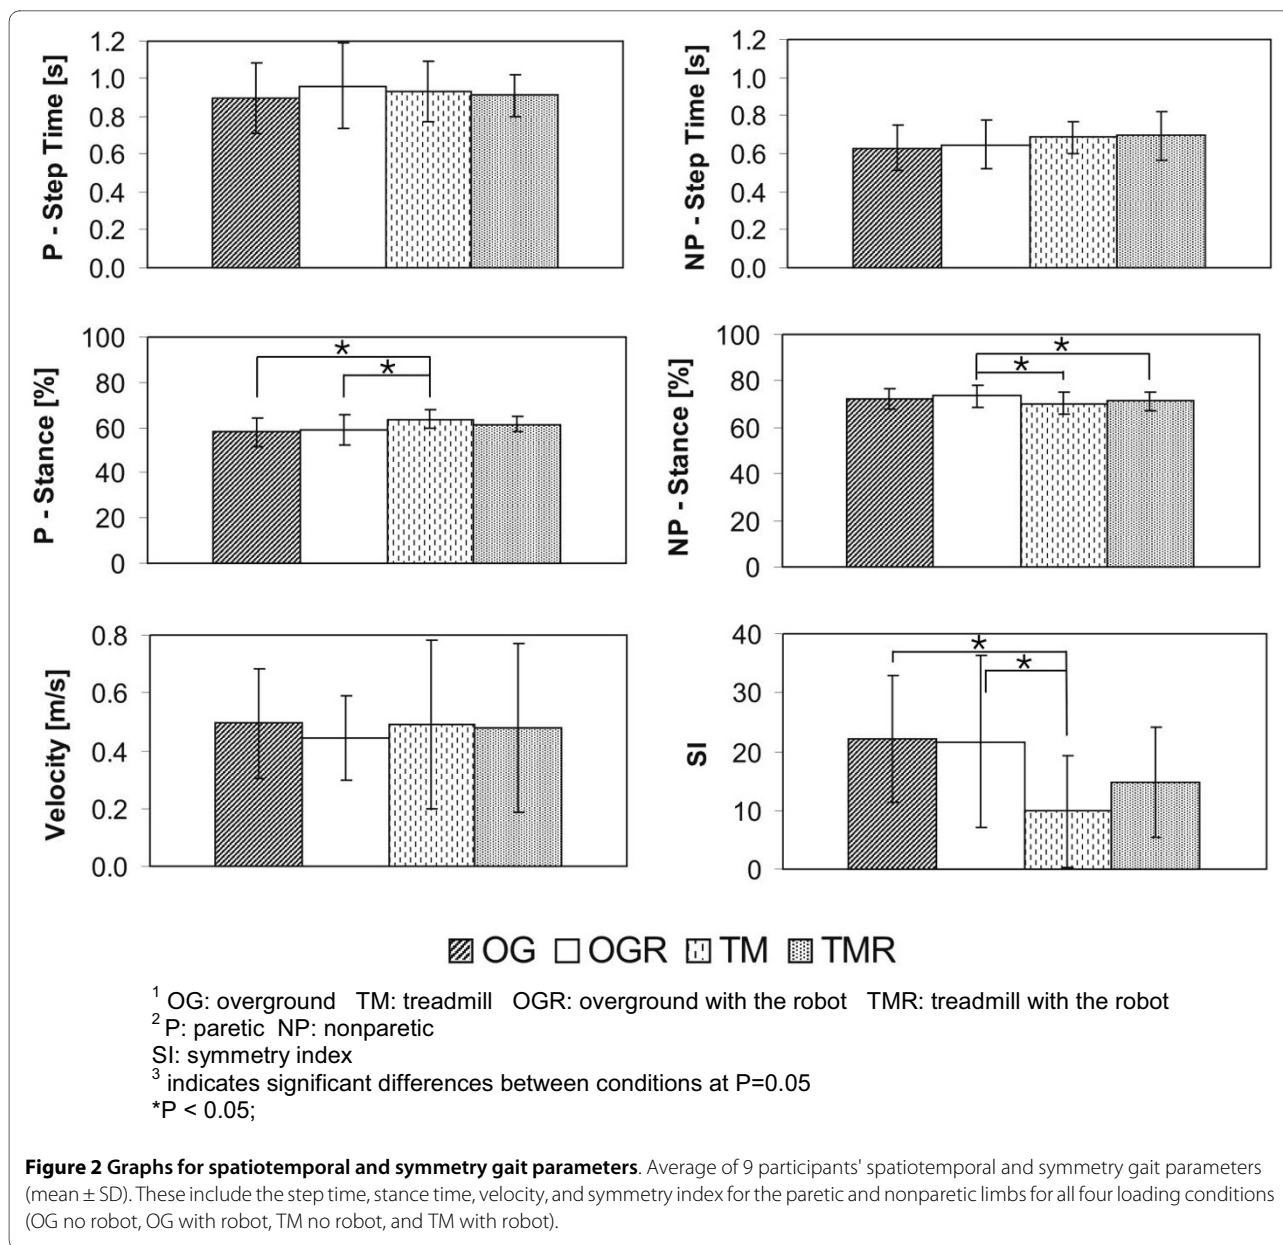 P - Step Time [s]
1.2
1.0
0.8
0.6
0.4
0.2
0.0
NP - Step Time [s]
1.2
1.0
0.8
0.6
0.4
0.2
0.0
P - Stance [%]
100
80
60
40
20
0
*
*
NP - Stance [%]
100
80
60
40
20
0
*
*
Velocity [m/s]
0.8
0.6
0.4
0.2
0.0
SI
40
30
20
10
0
*
*
OG OGR TM TMR
1 OG: overground TM: treadmill OGR: overground with the robot TMR: treadmill with the robot
2 P: paretic NP: nonparetic
SI: symmetry index
3 indicates significant differences between conditions at P=0.05
*P < 0.05;
Figure 2 Graphs for spatiotemporal and symmetry gait parameters. Average of 9 participants' spatiotemporal and symmetry gait parameters
(mean ± SD). These include the step time, stance time, velocity, and symmetry index for the paretic and nonparetic limbs for all four loading conditions
(OG no robot, OG with robot, TM no robot, and TM with robot).